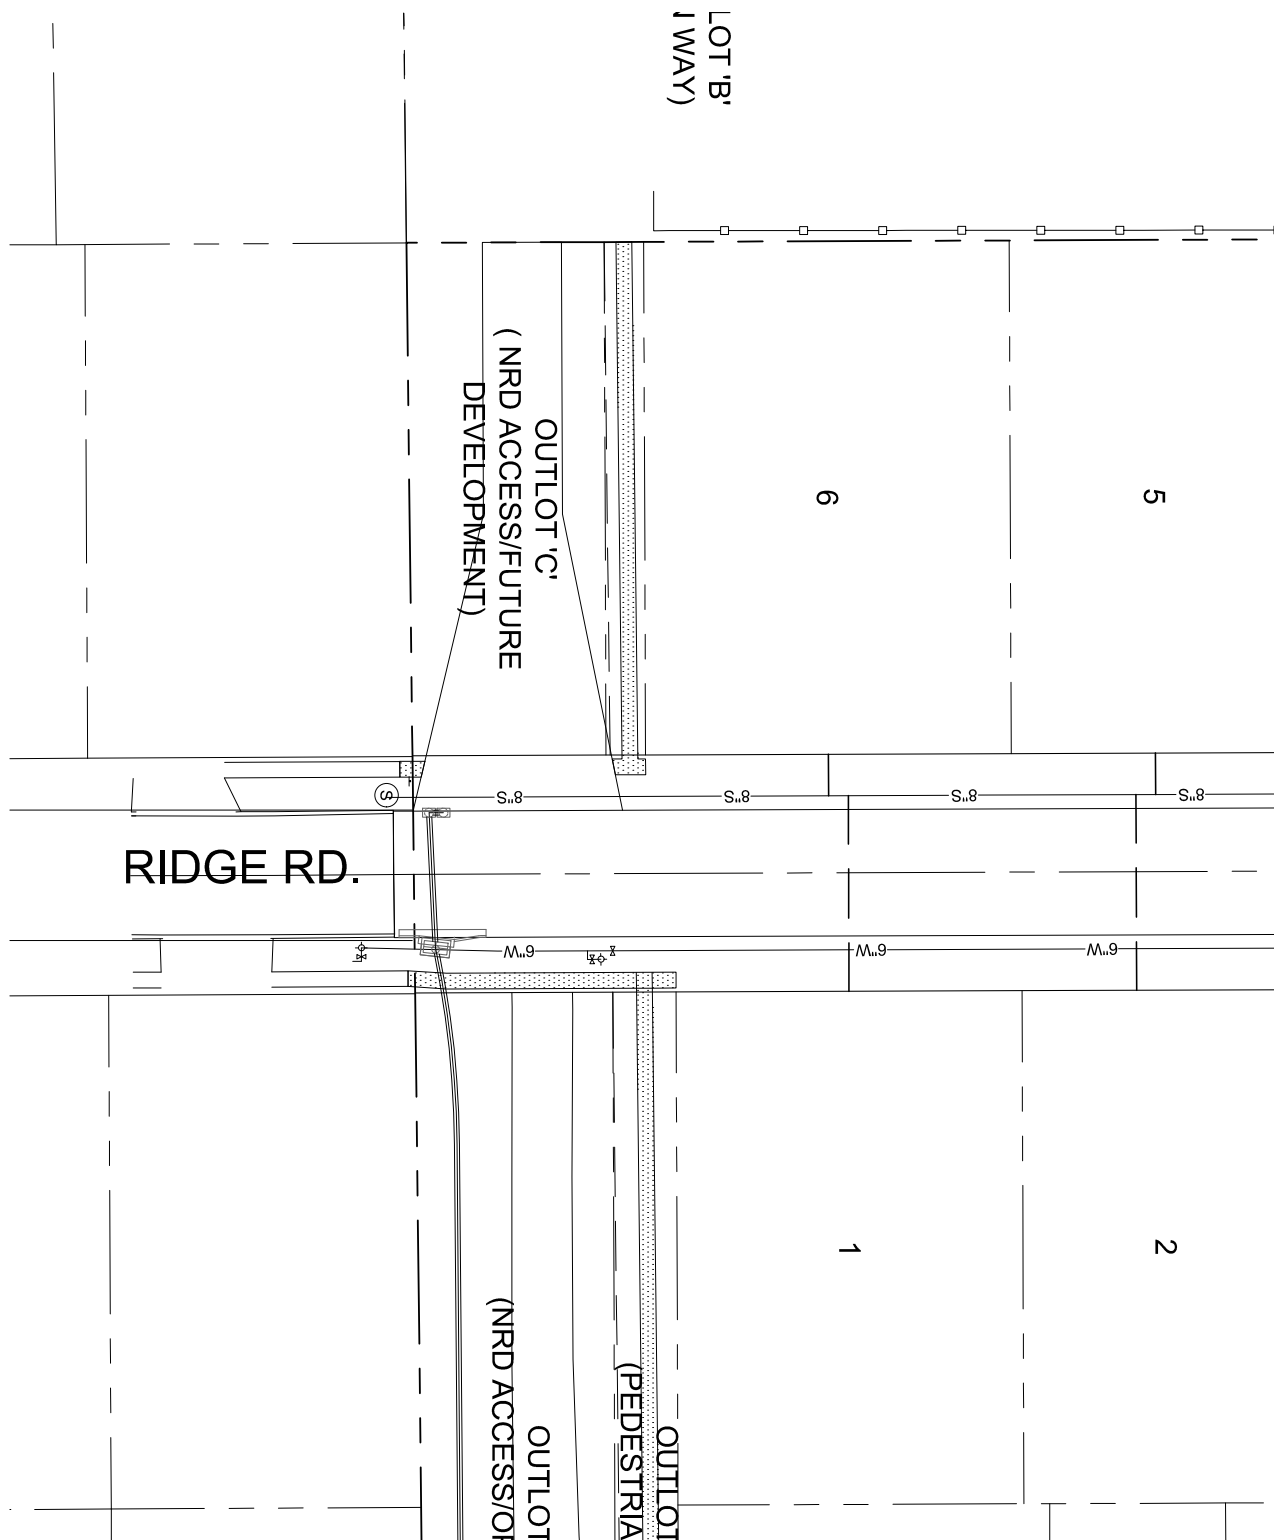 LOT 'B'
WAY)
OUTLOT 'C'
( NRD ACCESS/FUTURE
DEVELOPMENT)
6
5
S
8"S
8"S
8"S
8"S
RIDGE RD.
6"W
6"W
6"W
1
2
OUTLOT
(NRD ACCESS/
OUTLOT
(PEDESTRIA